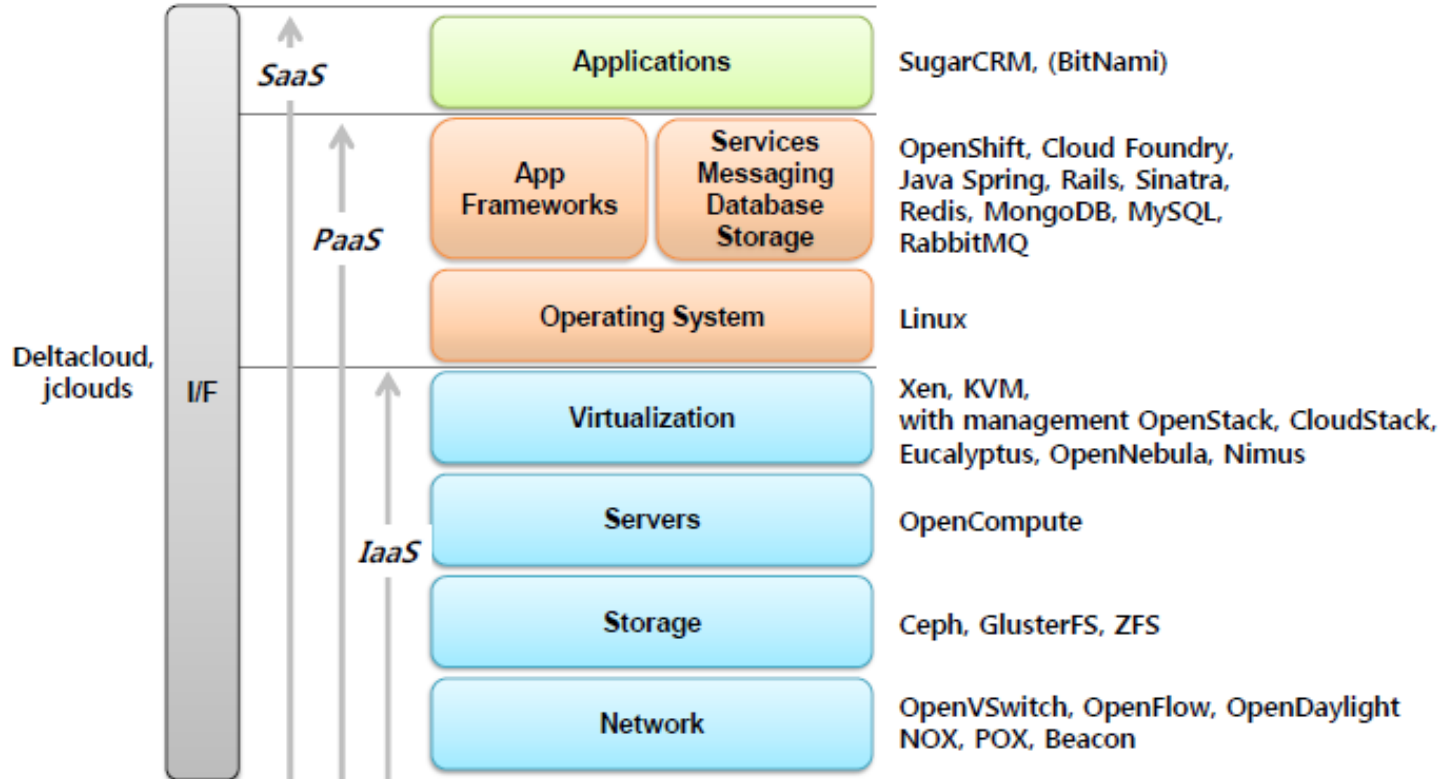 SaaS
Applications
SugarCRM, (BitNami)
PaaS
App
Frameworks
Services
Messaging
Database
Storage
OpenShift, Cloud Foundry,
Java Spring, Rails, Sinatra,
Redis, MongoDB, MySQL,
RabbitMQ
Operating System
Linux
Deltacloud,
jclouds
I/F
IaaS
Virtualization
Xen, KVM,
with management OpenStack, CloudStack,
Eucalyptus, OpenNebula, Nimus
Servers
OpenCompute
Storage
Ceph, GlusterFS, ZFS
Network
OpenVSwitch, OpenFlow, OpenDaylight
NOX, POX, Beacon